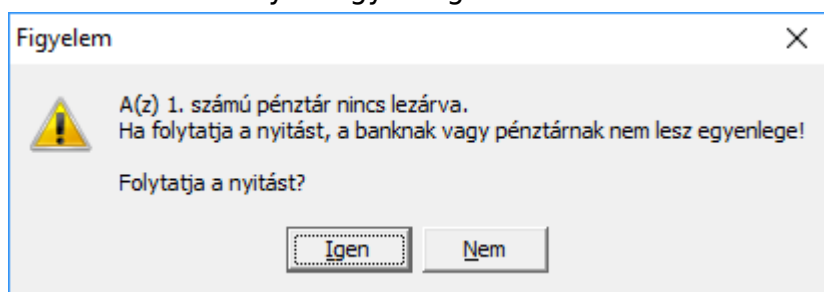 Figyelem
A(z) 1. számú pénztár nincs lezárva.
Ha folytatja a nyitást, a banknak vagy pénztárnak nem lesz egyenlege!
Folytatja a nyitást?
Igen
Nem